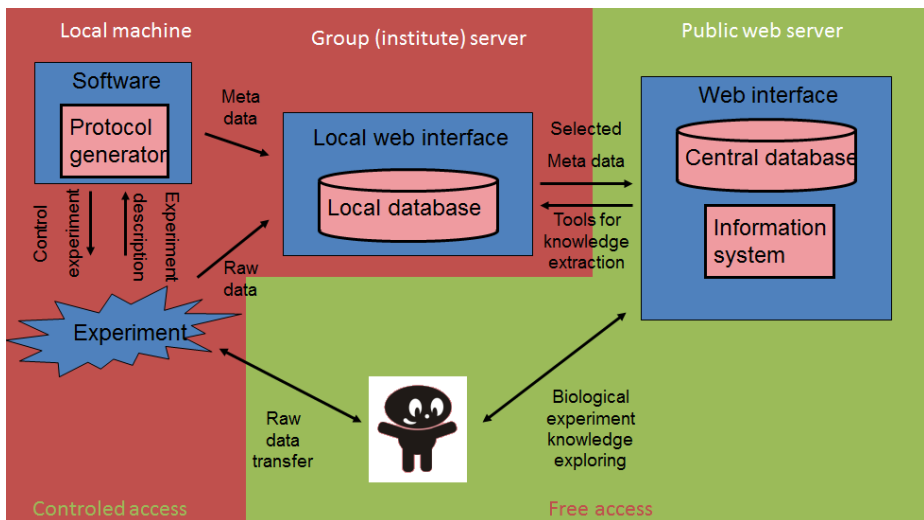 Local machine
Group (institute) server
Public web server
Software
Protocol
generator
Meta
data
Local web interface
Local database
Selected
Meta data
Tools for
knowledge
extraction
Web interface
Central database
Information
system
Control
experiment
Experiment
description
Raw
data
Experiment
Raw
data
transfer
Biological
experiment
knowledge
exploring
Controled access
Free access